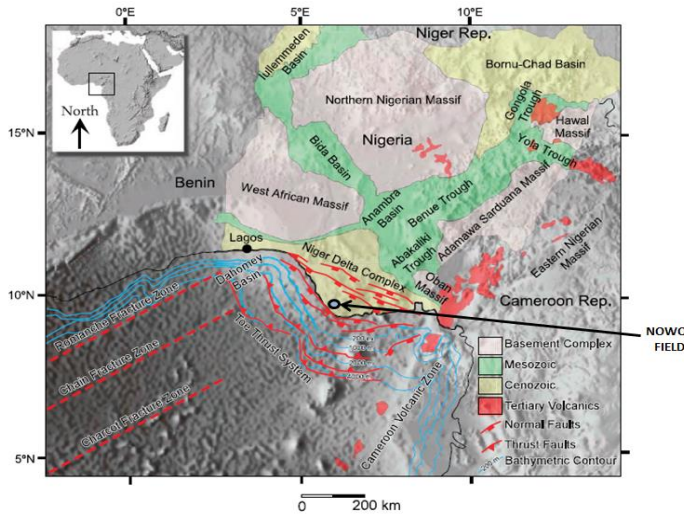 0°E
5°E
10°E
North
15°N
10°N
5°N
Niger Rep.
Iullemmeden
Basin
Bornu-Chad Basin
Northern Nigerian Massif
Gongola
Trough
Hawal
Massif
Nigeria
Yola Trough
Bida Basin
Benin
West African Massif
Anambra
Basin
Benue Trough
Adamawa Sarduana Massif
Abakaliki
Trough
Eastern Nigerian
Massif
Lagos
Dahomey
Basin
Niger Delta Complex
Oban
Massif
Cameroon Rep.
Romanche Fracture Zone
Chain Fracture Zone
Charcot Fracture Zone
Toe Thrust System
Cameroon Volcanic Zone
NOWO
FIELD
Basement Complex
Mesozoic
Cenozoic
Tertiary Volcanics
Normal Faults
Thrust Faults
200 m
Bathymetric Contour
0 200 km